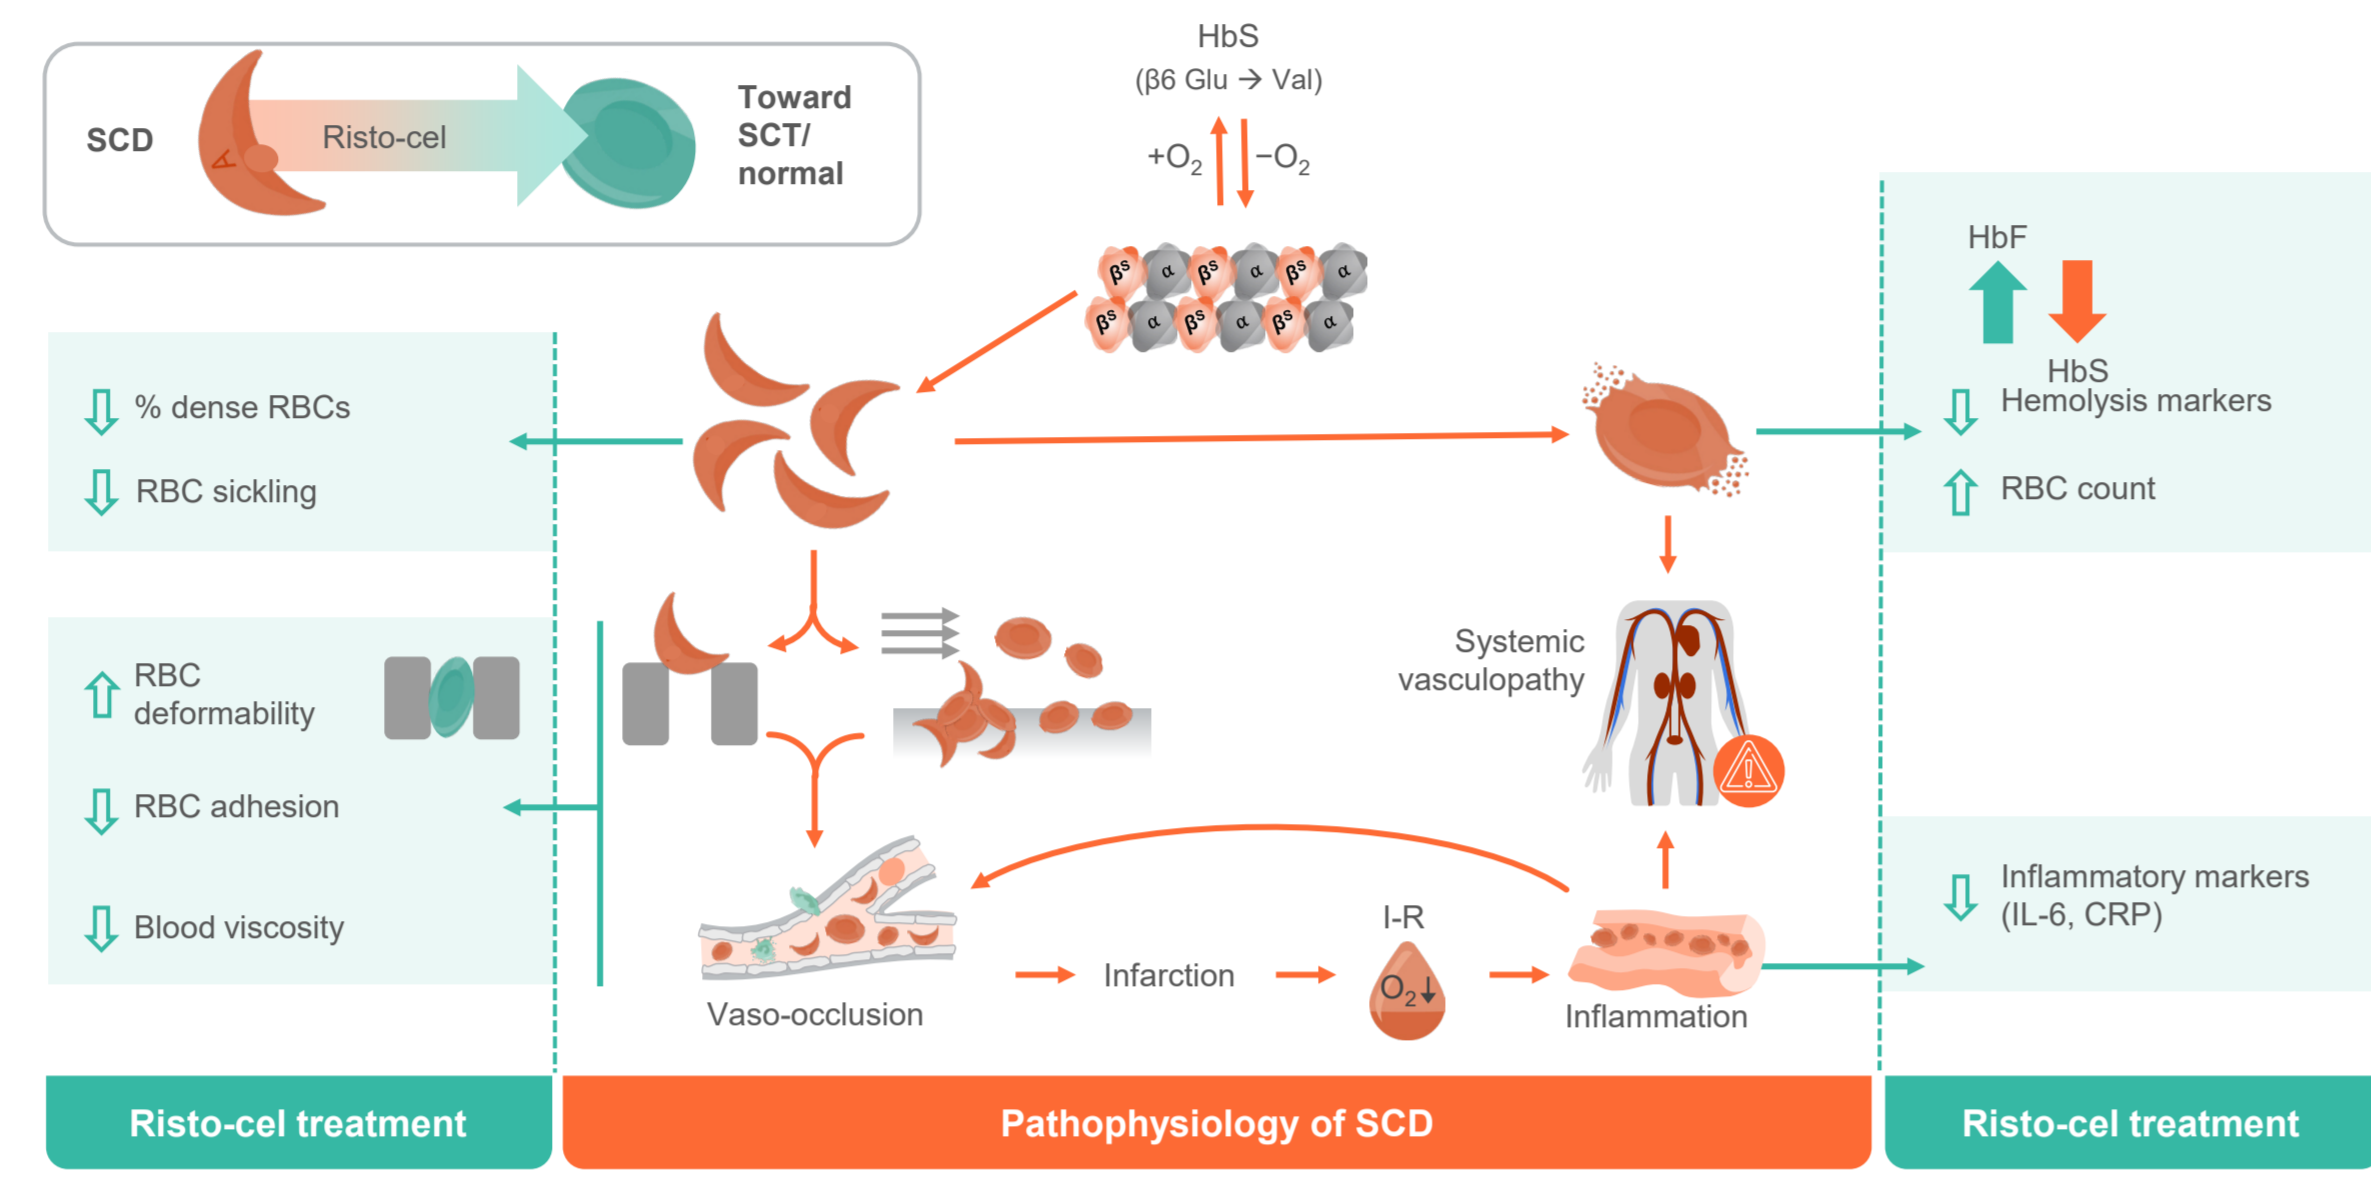 SCD
Risto-cel
Toward
SCT/
normal
HbS
(β6 Glu → Val)
+O₂
−O₂
βˢ α βˢ α βˢ α
βˢ α βˢ α βˢ α
% dense RBCs
RBC sickling
RBC
deformability
RBC adhesion
Blood viscosity
Systemic
vasculopathy
Vaso-occlusion
Infarction
I-R
O₂↓
Inflammation
HbF
HbS
Hemolysis markers
RBC count
Inflammatory markers
(IL-6, CRP)
Risto-cel treatment
Pathophysiology of SCD
Risto-cel treatment